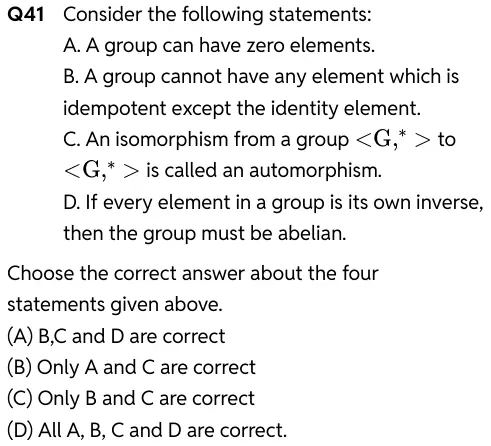 Q41 Consider the following statements:
A. A group can have zero elements.
B. A group cannot have any element which is
idempotent except the identity element.
C. An isomorphism from a group <G,* > to
<G,* > is called an automorphism.
D. If every element in a group is its own inverse,
then the group must be abelian.
Choose the correct answer about the four
statements given above.
(A) B,C and D are correct
(B) Only A and C are correct
(C) Only B and C are correct
(D) All A, B, C and D are correct.